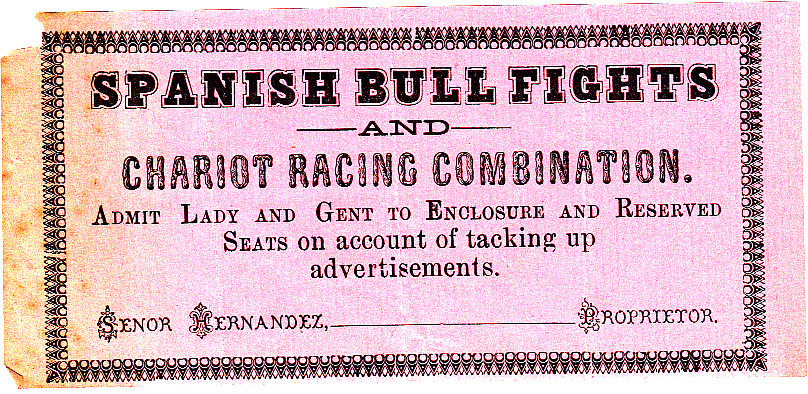 SPANISH BULL FIGHTS
AND
CHARIOT RACING COMBINATION.
ADMIT LADY AND GENT TO ENCLOSURE AND RESERVED
SEATS on account of tacking up
advertisements.
SENOR HERNANDEZ, PROPRIETOR.